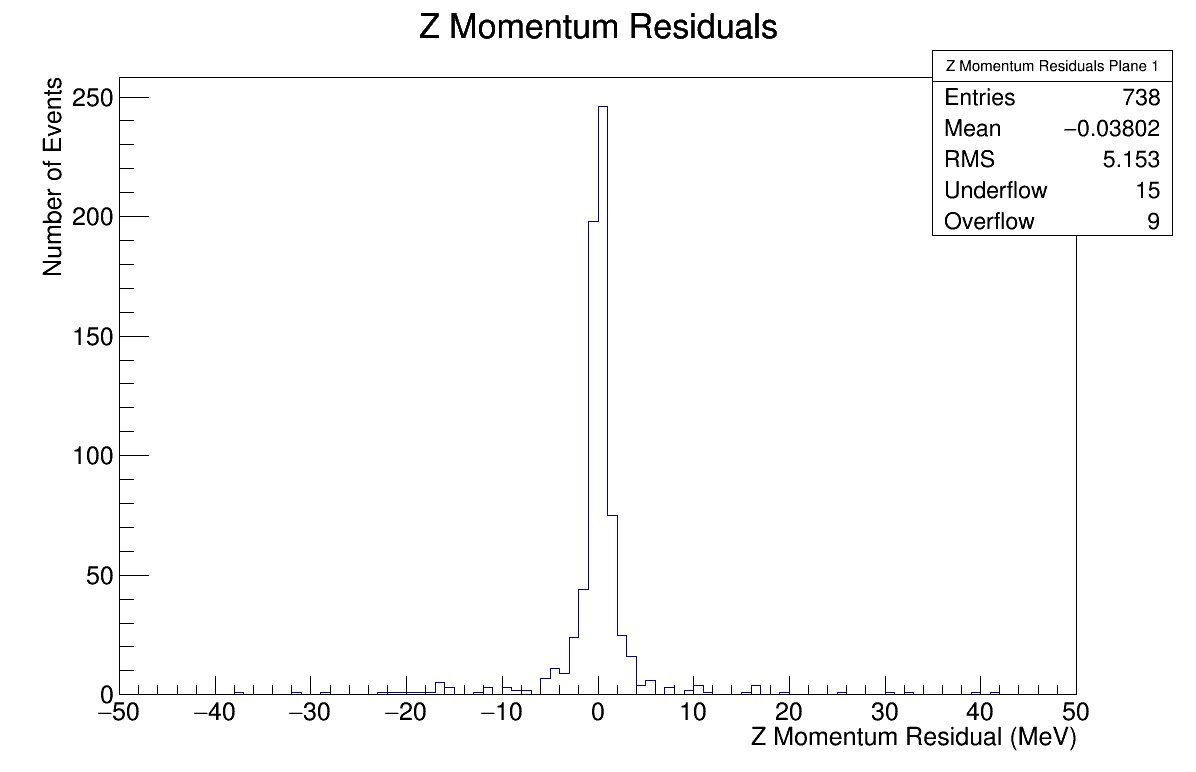 Z Momentum Residuals
Z Momentum Residuals Plane 1
Entries 738
Mean −0.03802
RMS 5.153
Underflow 15
Overflow 9
Number of Events
250
200
150
100
50
0
−50 −40 −30 −20 −10 0 10 20 30 40 50
Z Momentum Residual (MeV)